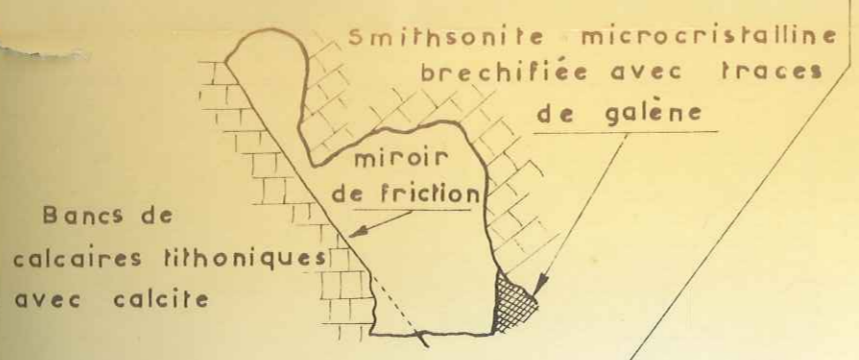 Smithsonite microcristalline
brechifiée avec traces
de galène
miroir
de friction
Bancs de
calcaires tithoniques
avec calcite